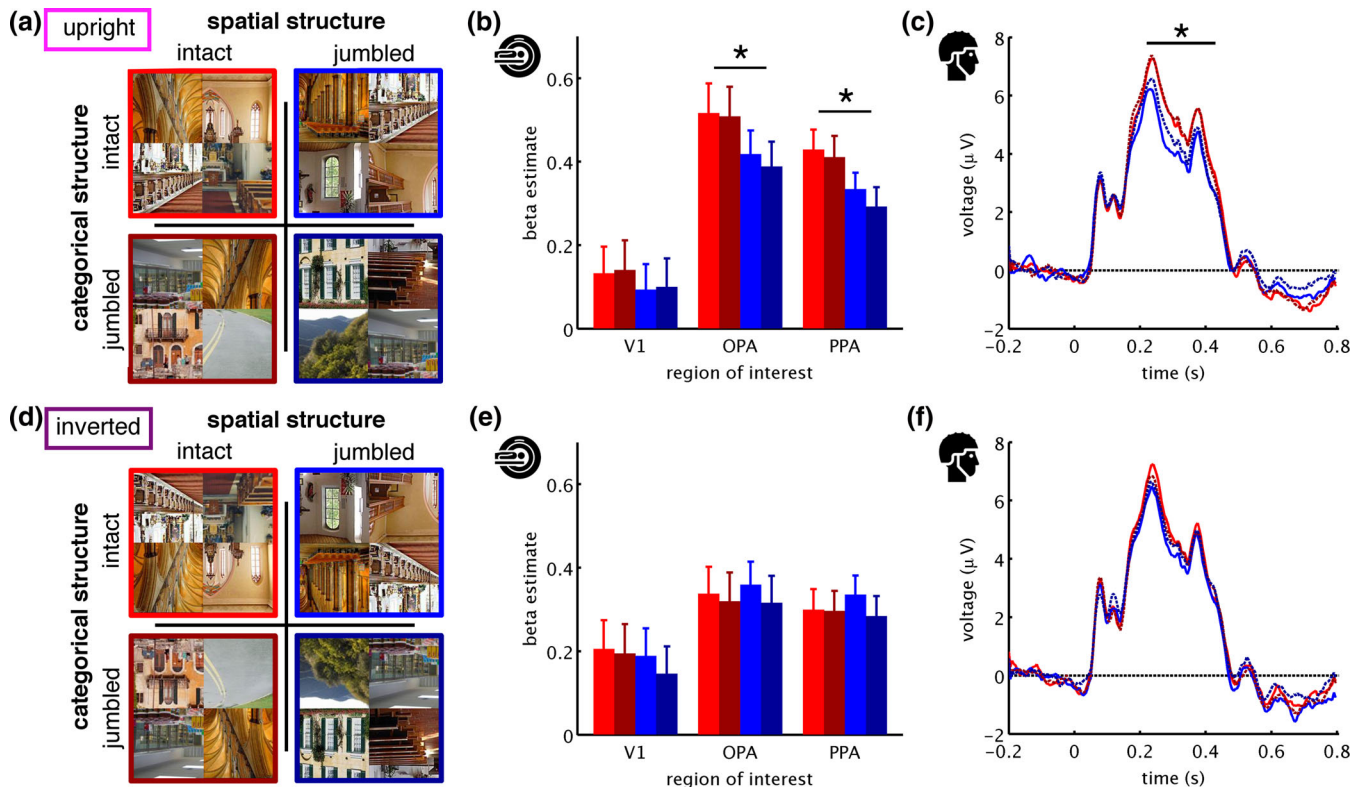 (a)
upright
spatial structure
intact
jumbled
categorical structure
intact
jumbled
(b)
beta estimate
0.6
0.4
0.2
0
*
*
V1
OPA
PPA
region of interest
(c)
*
voltage (μ V)
8
6
4
2
0
−2
−0.2
0
0.2
0.4
0.6
0.8
time (s)
(d)
inverted
spatial structure
intact
jumbled
categorical structure
intact
jumbled
(e)
beta estimate
0.6
0.4
0.2
0
V1
OPA
PPA
region of interest
(f)
voltage (μ V)
8
6
4
2
0
−2
−0.2
0
0.2
0.4
0.6
0.8
time (s)